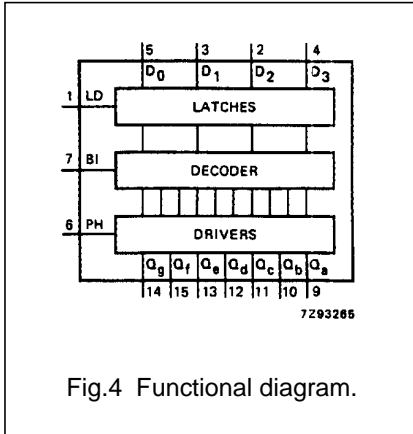 5 3 2 4
D0 D1 D2 D3
1 LD
LATCHES
7 BI
DECODER
6 PH
DRIVERS
Qg Qf Qe Qd Qc Qb Qa
14 15 13 12 11 10 9
7Z93265
Fig.4 Functional diagram.